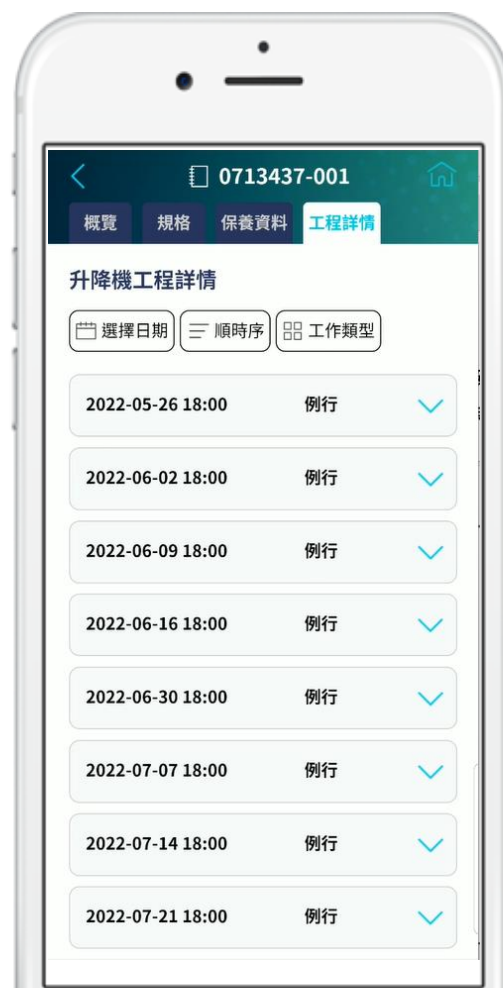 0713437-001
概覽 規格 保養資料 工程詳情
升降機工程詳情
選擇日期 順時序 工作類型
2022-05-26 18:00 例行
2022-06-02 18:00 例行
2022-06-09 18:00 例行
2022-06-16 18:00 例行
2022-06-30 18:00 例行
2022-07-07 18:00 例行
2022-07-14 18:00 例行
2022-07-21 18:00 例行